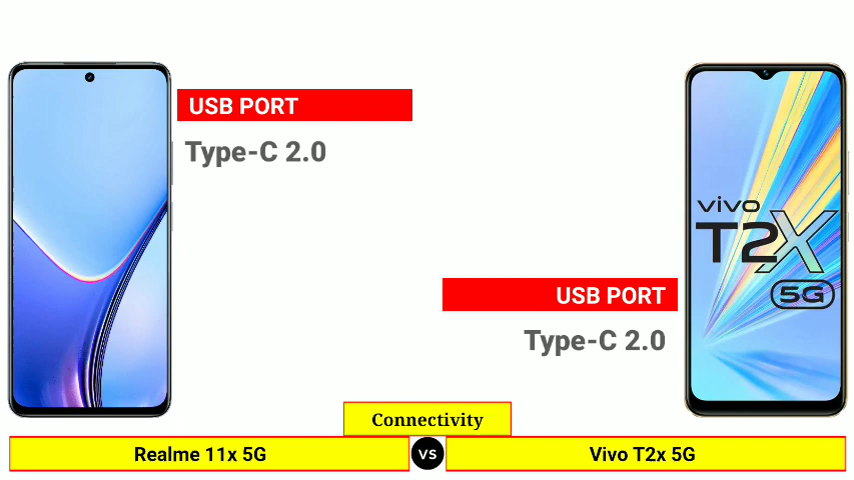 USB PORT
Type-C 2.0
vivo
T2X
5G
USB PORT
Type-C 2.0
Connectivity
Realme 11x 5G
VS
Vivo T2x 5G